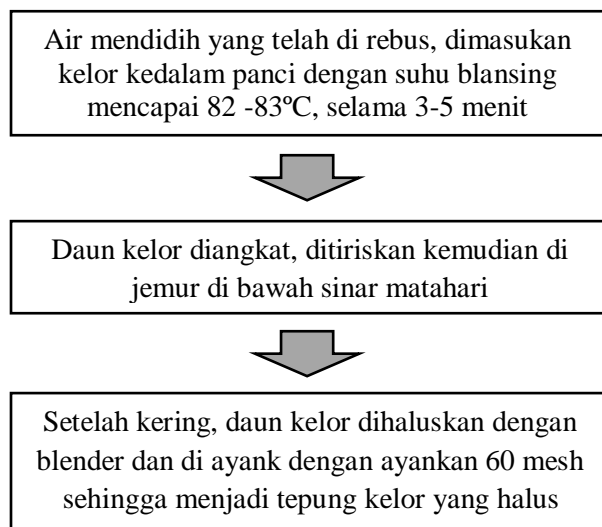 Air mendidih yang telah di rebus, dimasukan
kelor kedalam panci dengan suhu blansing
mencapai 82 -83ºC, selama 3-5 menit
Daun kelor diangkat, ditiriskan kemudian di
jemur di bawah sinar matahari
Setelah kering, daun kelor dihaluskan dengan
blender dan di ayank dengan ayankan 60 mesh
sehingga menjadi tepung kelor yang halus